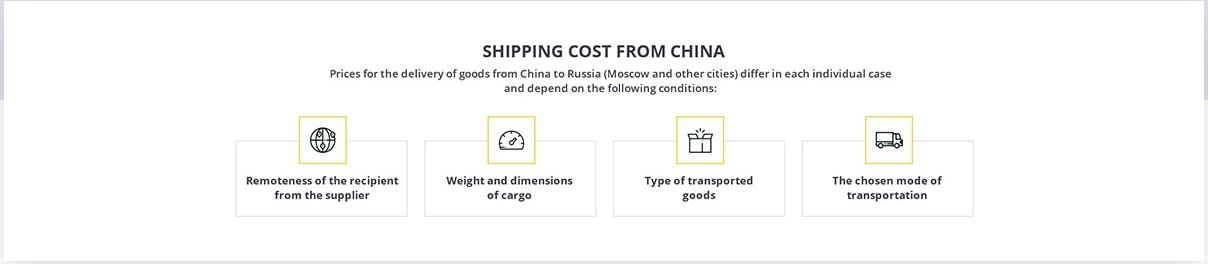 SHIPPING COST FROM CHINA
Prices for the delivery of goods from China to Russia (Moscow and other cities) differ in each individual case
and depend on the following conditions:
Remoteness of the recipient
from the supplier
Weight and dimensions
of cargo
Type of transported
goods
The chosen mode of
transportation